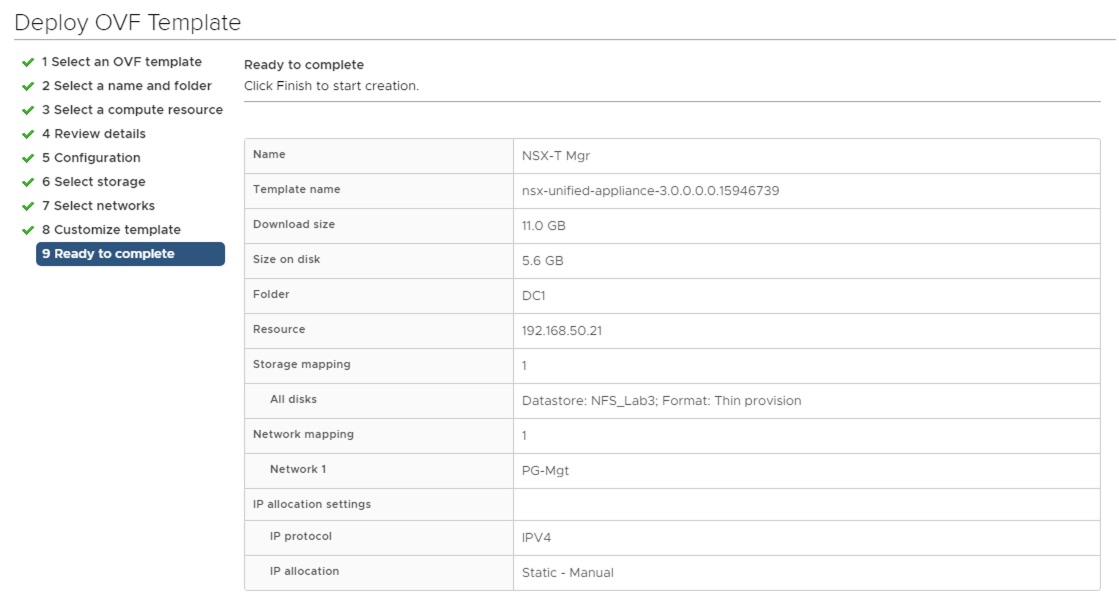 Deploy OVF Template
1 Select an OVF template
2 Select a name and folder
3 Select a compute resource
4 Review details
5 Configuration
6 Select storage
7 Select networks
8 Customize template
9 Ready to complete
Ready to complete
Click Finish to start creation.
Name NSX-T Mgr
Template name nsx-unified-appliance-3.0.0.0.0.15946739
Download size 11.0 GB
Size on disk 5.6 GB
Folder DC1
Resource 192.168.50.21
Storage mapping 1
All disks Datastore: NFS_Lab3; Format: Thin provision
Network mapping 1
Network 1 PG-Mgt
IP allocation settings
IP protocol IPV4
IP allocation Static - Manual